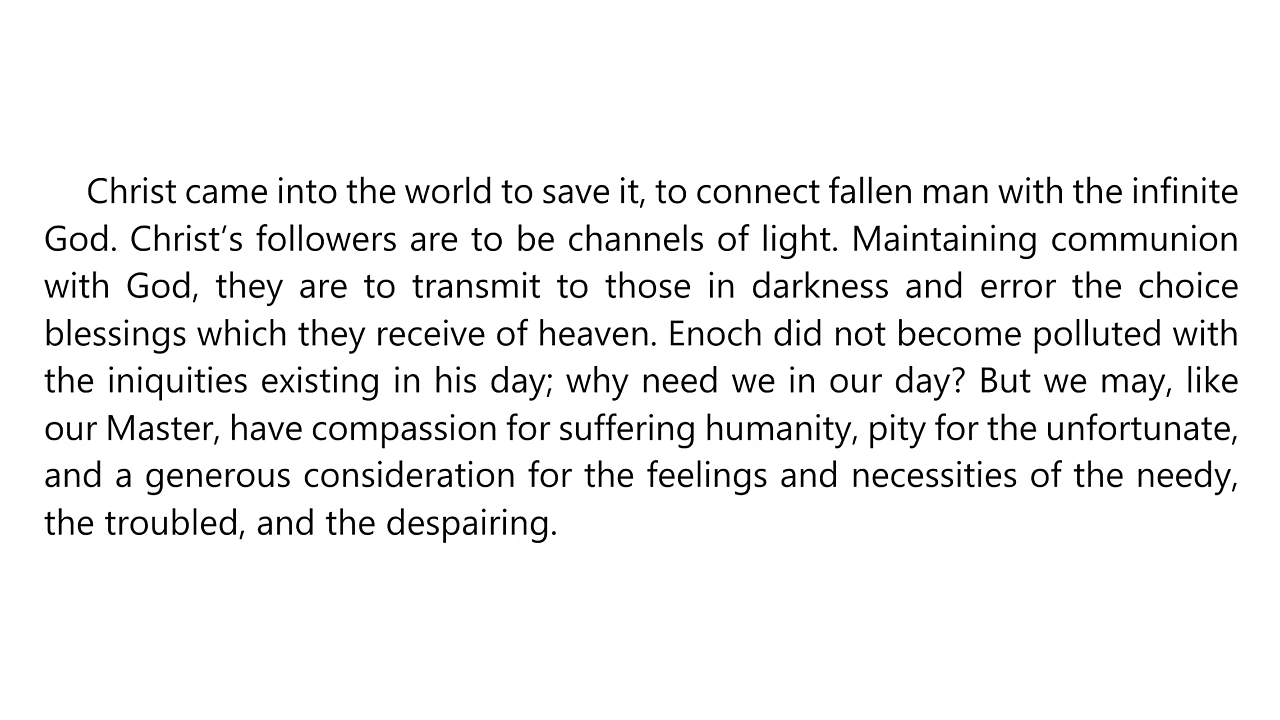 Christ came into the world to save it, to connect fallen man with the infinite
God. Christ’s followers are to be channels of light. Maintaining communion
with God, they are to transmit to those in darkness and error the choice
blessings which they receive of heaven. Enoch did not become polluted with
the iniquities existing in his day; why need we in our day? But we may, like
our Master, have compassion for suffering humanity, pity for the unfortunate,
and a generous consideration for the feelings and necessities of the needy,
the troubled, and the despairing.